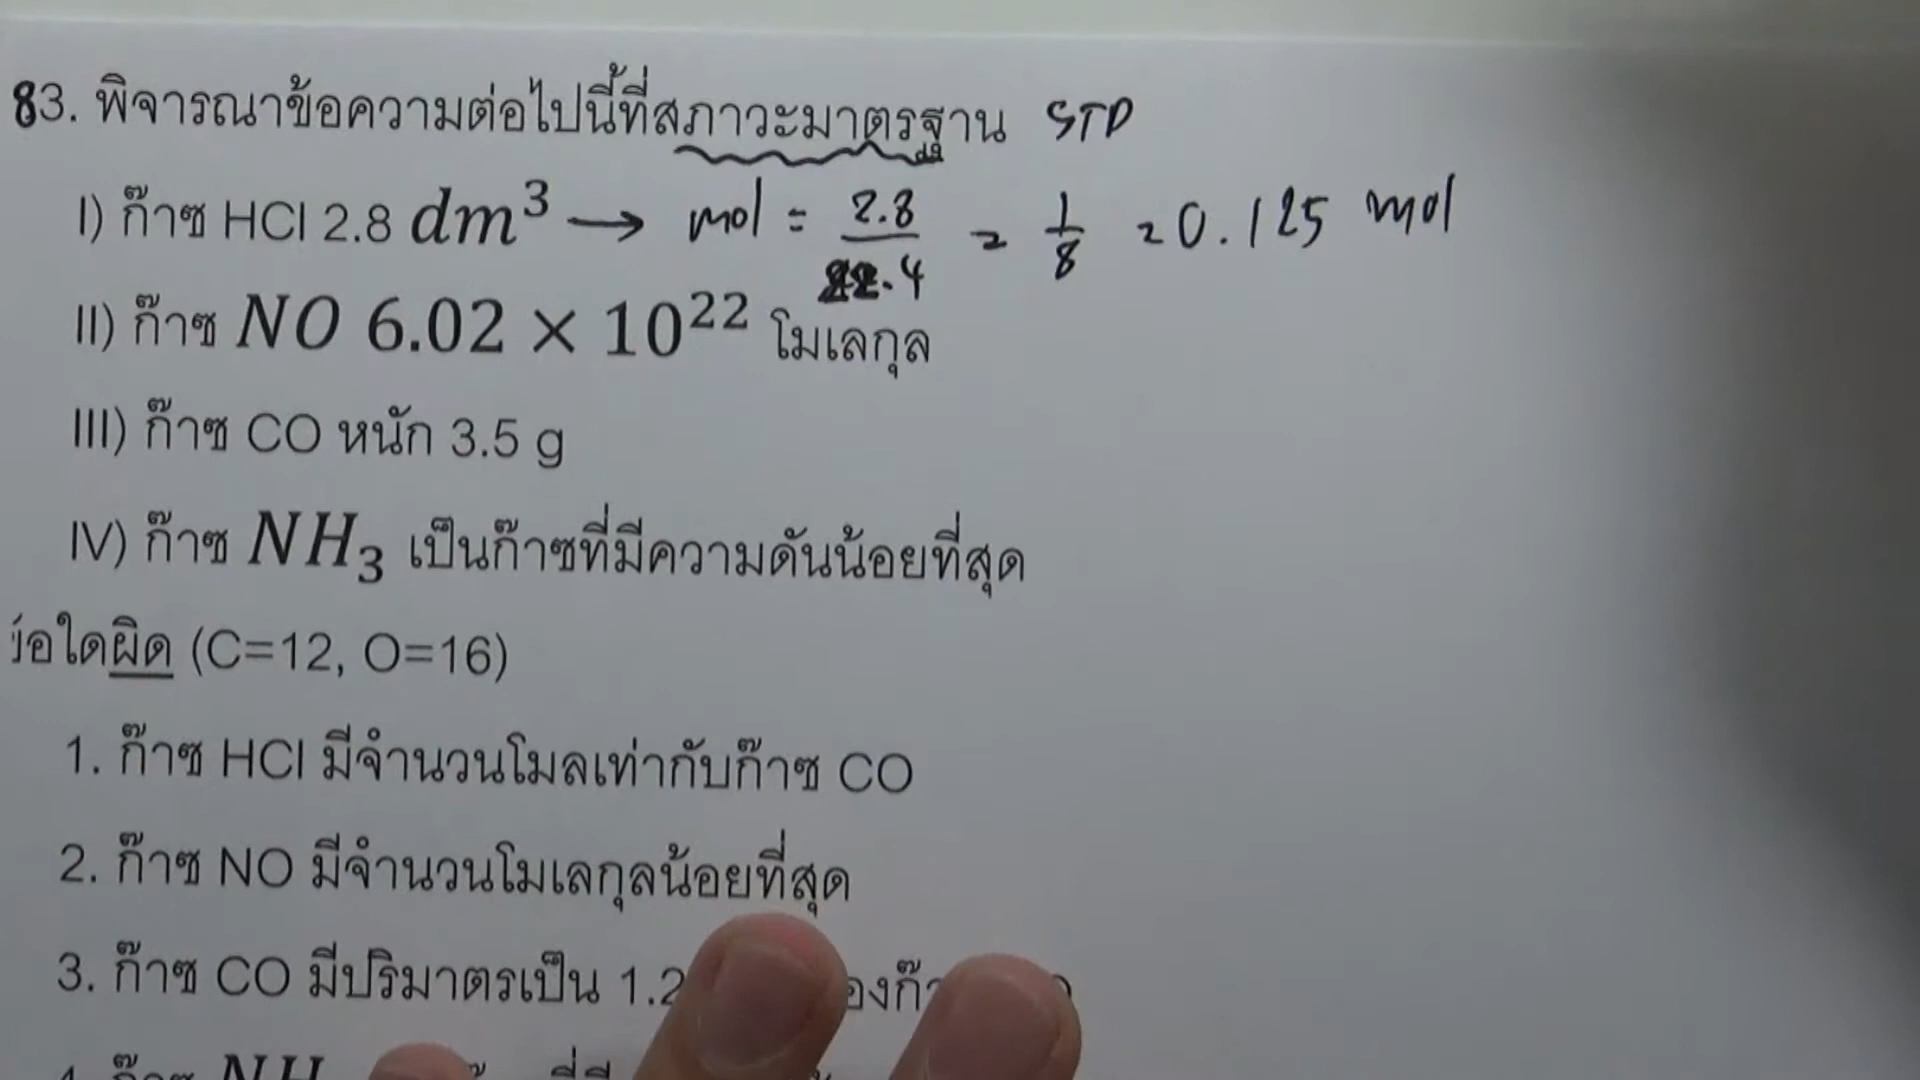 83. พิจารณาข้อความต่อไปนี้ที่สภาวะมาตรฐาน STP
I) ก๊าซ HCl 2.8 dm³ → mol = 2.8/22.4 = 1/8 = 0.125 mol
II) ก๊าซ NO 6.02 × 10²² โมเลกุล
III) ก๊าซ CO หนัก 3.5 g
IV) ก๊าซ NH₃ เป็นก๊าซที่มีความดันน้อยที่สุด
ข้อใดผิด (C=12, O=16)
1. ก๊าซ HCl มีจำนวนโมลเท่ากับก๊าซ CO
2. ก๊าซ NO มีจำนวนโมเลกุลน้อยที่สุด
3. ก๊าซ CO มีปริมาตรเป็น 1.2
4. ก๊าซ NH